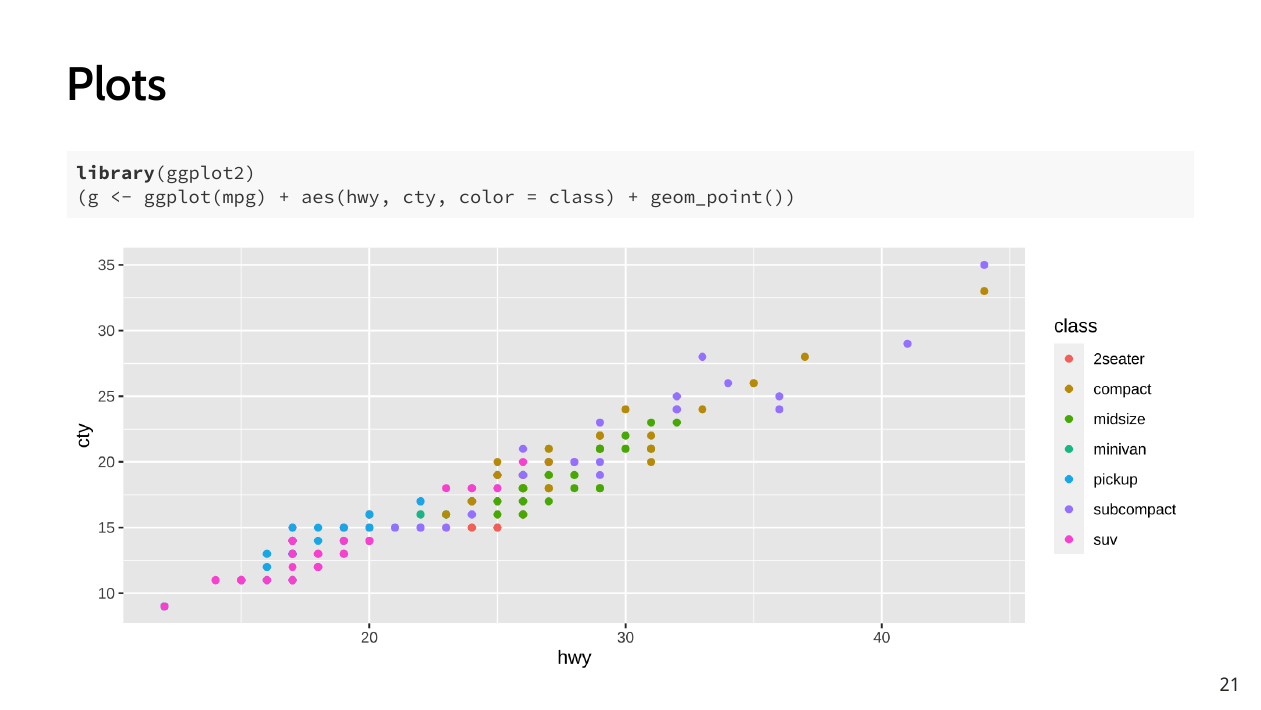 Plots
library(ggplot2)
(g <- ggplot(mpg) + aes(hwy, cty, color = class) + geom_point())
35
30
25
20
15
10
cty
20
30
40
hwy
class
2seater
compact
midsize
minivan
pickup
subcompact
suv
21